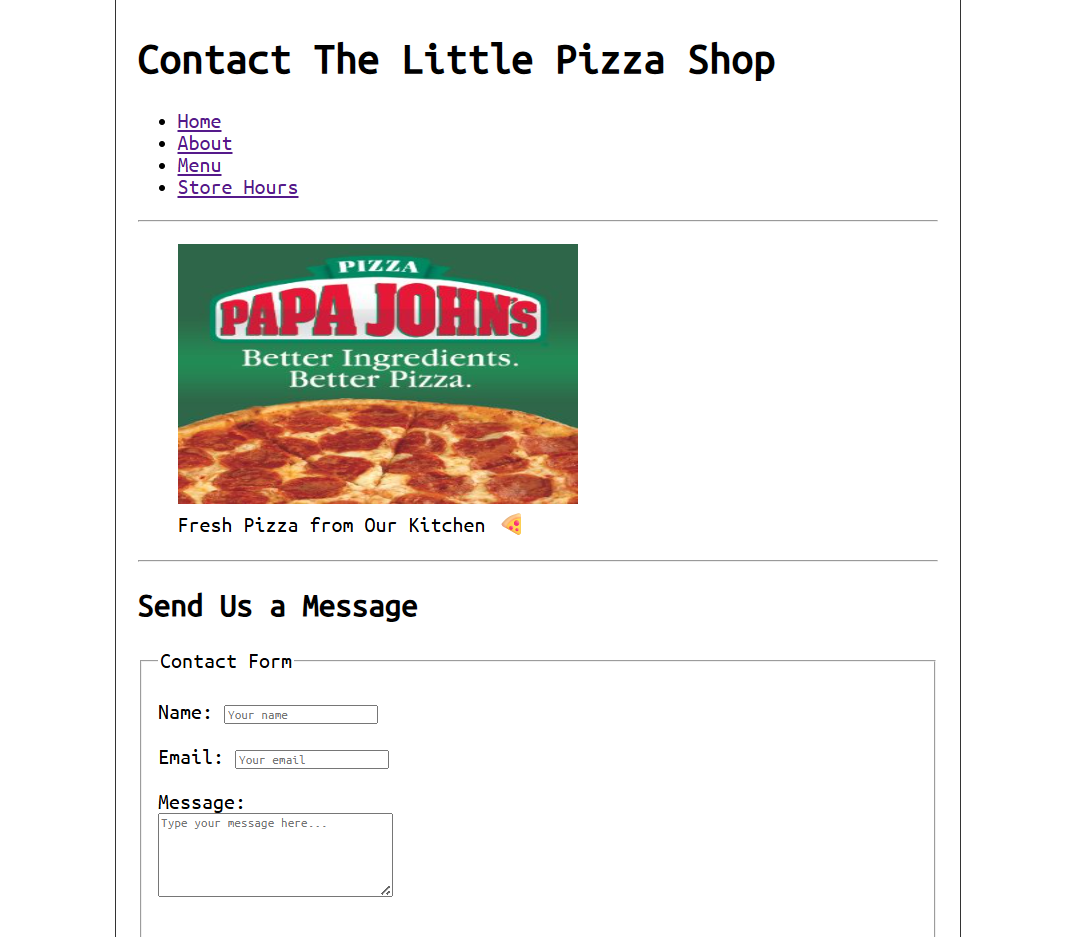 Contact The Little Pizza Shop
Home
About
Menu
Store Hours
PIZZA
PAPA JOHN'S
Better Ingredients.
Better Pizza.
Fresh Pizza from Our Kitchen 🍕
Send Us a Message
Contact Form
Name: Your name
Email: Your email
Message:
Type your message here...